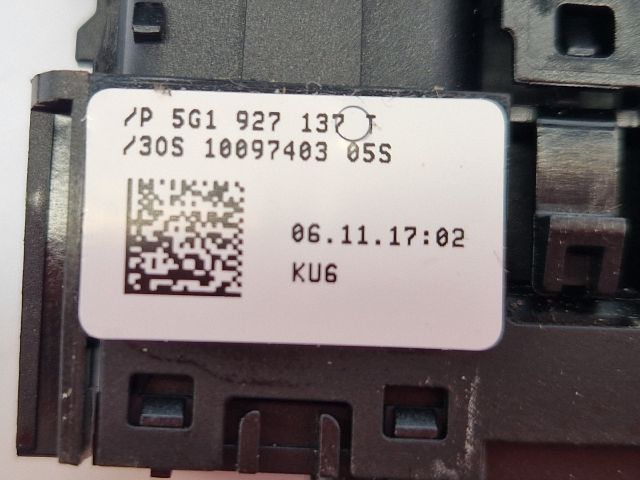 /P 5G1 927 137 T
/30S 10097403 05S
06.11.17:02
KU6